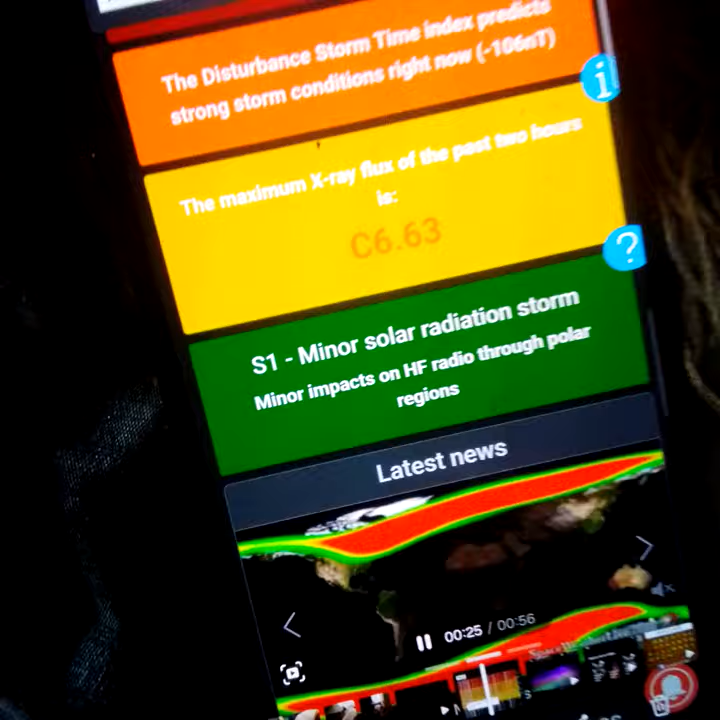 The Disturbance Storm Time index predicts
strong storm conditions right now (-106nT)
The maximum X-ray flux of the past two hours
is:
C6.63
S1 - Minor solar radiation storm
Minor impacts on HF radio through polar
regions
Latest news
00:25 / 00:56